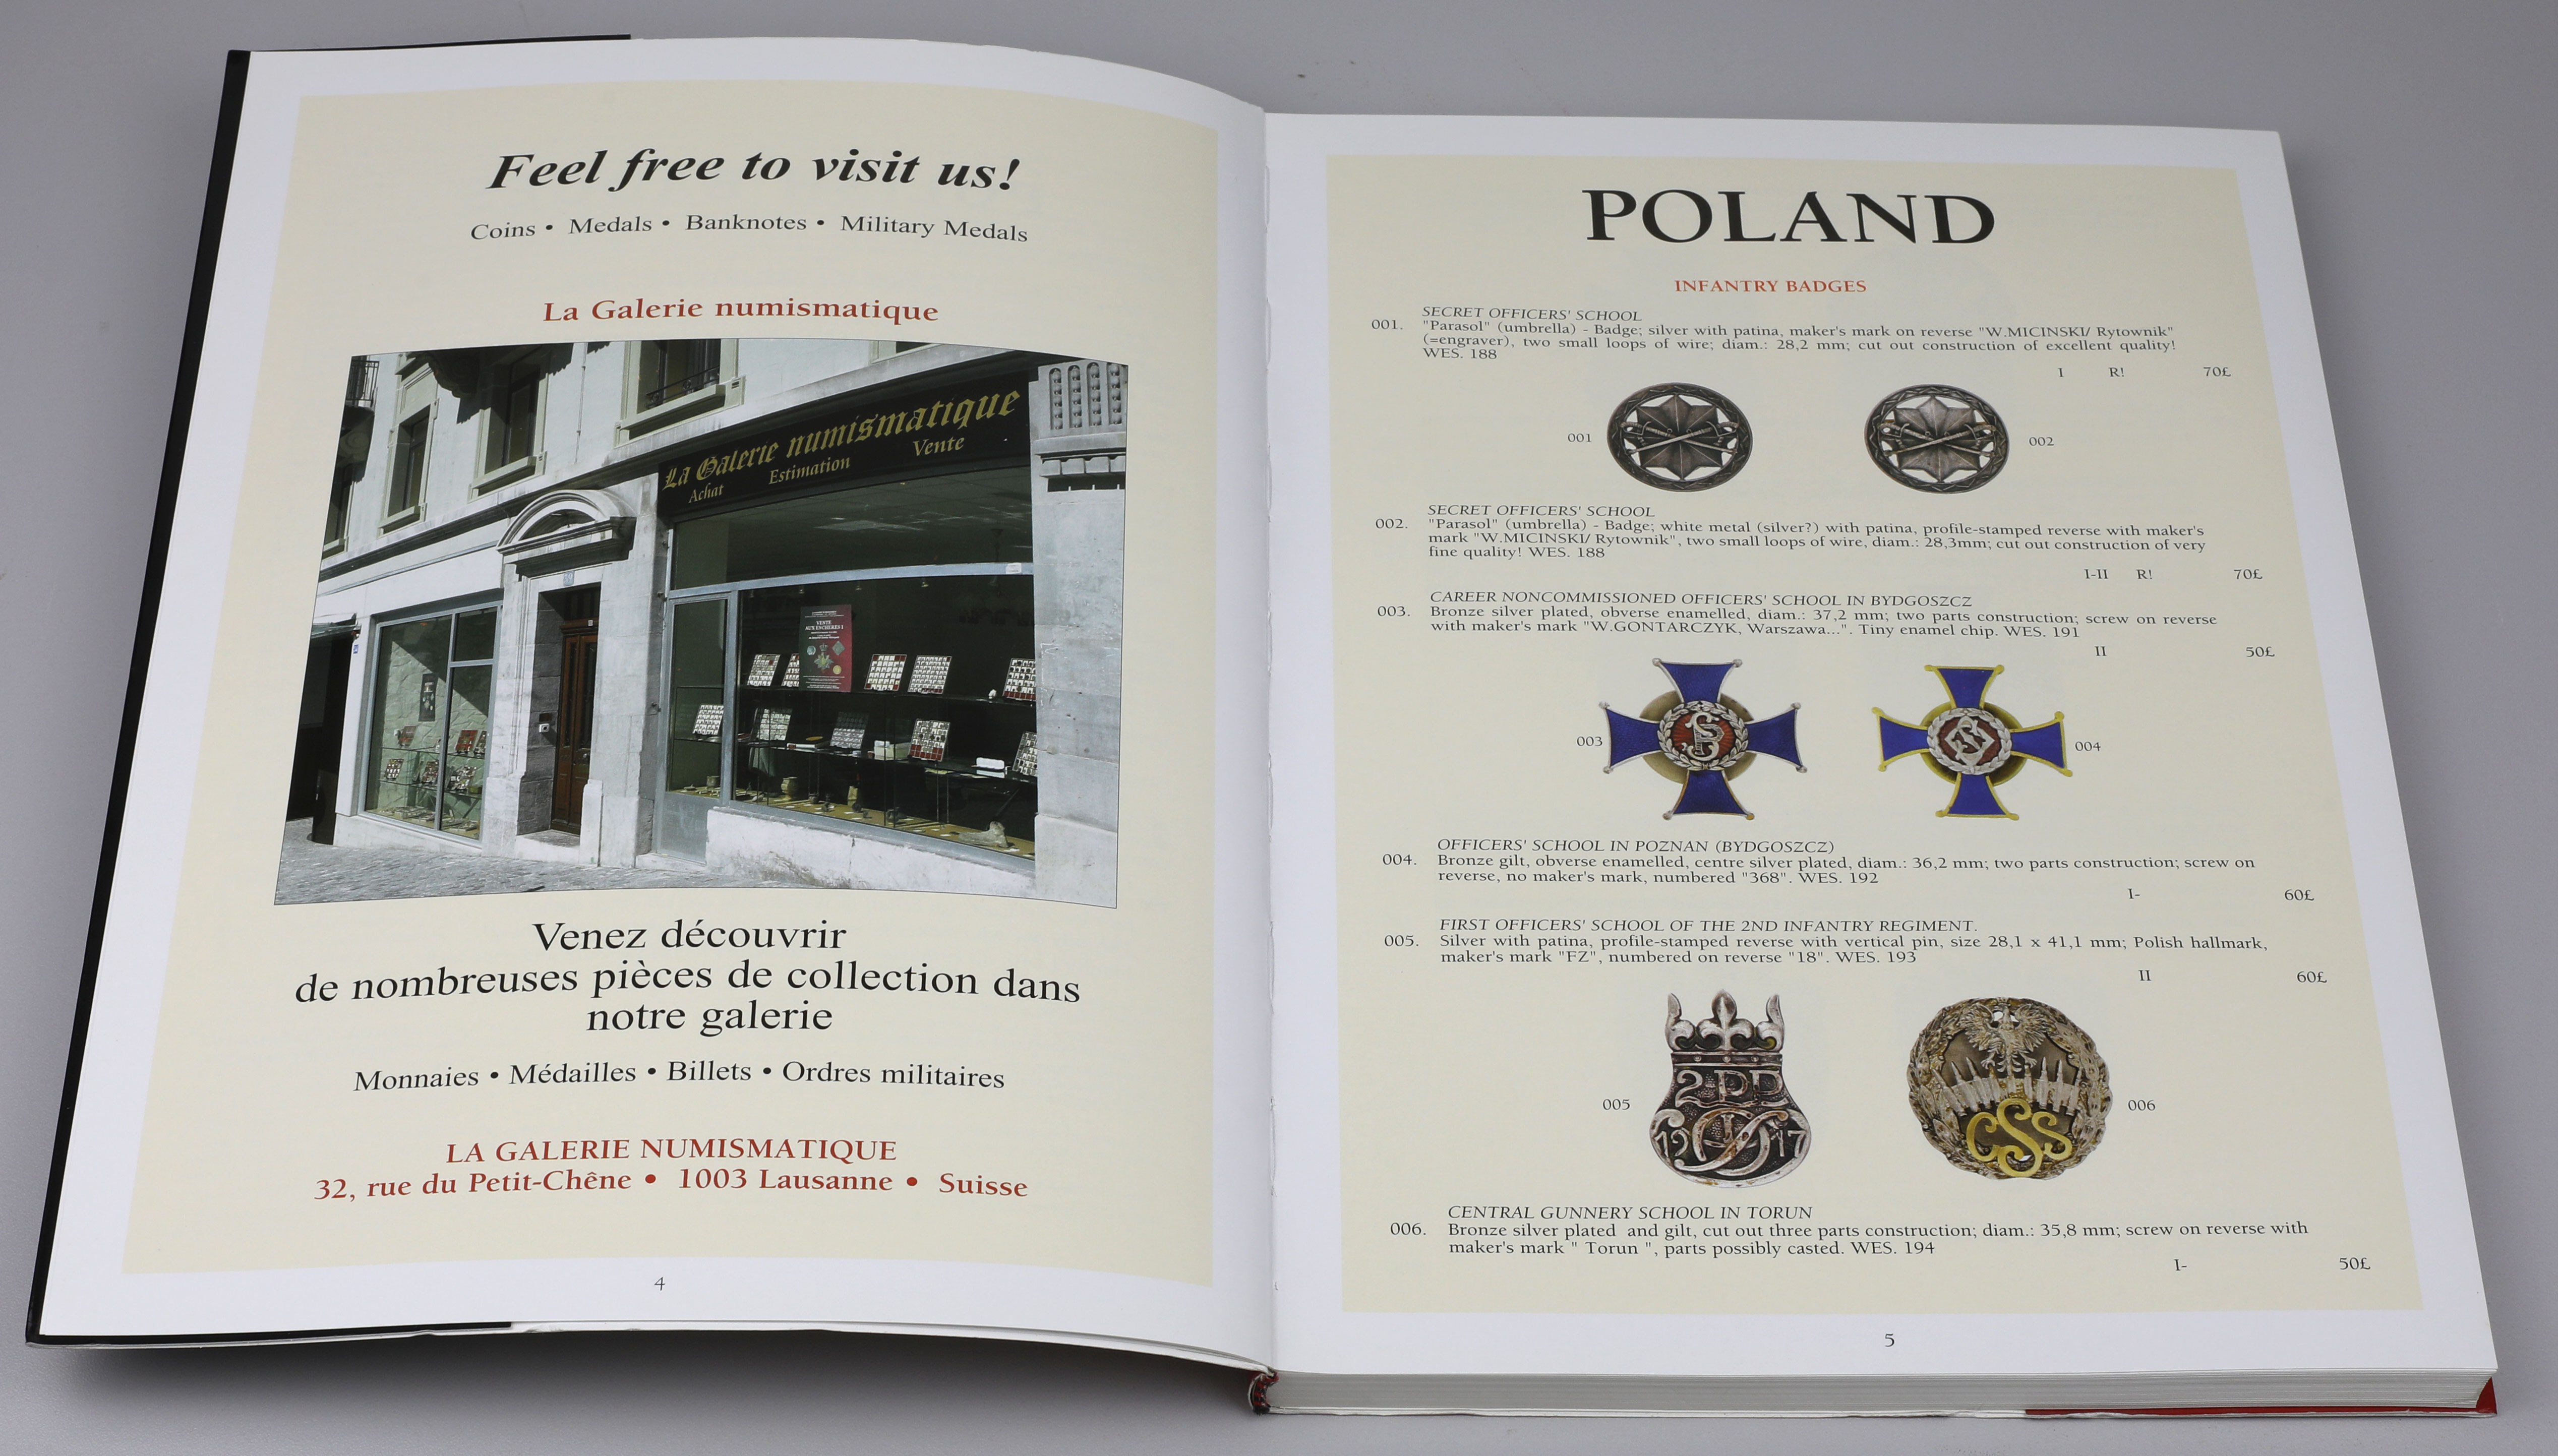 Feel free to visit us!
Coins • Medals • Banknotes • Military Medals
La Galerie numismatique
La Galerie numismatique
Achat Estimation Vente
VENTE
AUX ENCHERES I
Venez découvrir
de nombreuses pièces de collection dans
notre galerie
Monnaies • Médailles • Billets • Ordres militaires
LA GALERIE NUMISMATIQUE
32, rue du Petit-Chêne • 1003 Lausanne • Suisse
4
POLAND
INFANTRY BADGES
SECRET OFFICERS' SCHOOL
001. "Parasol" (umbrella) - Badge; silver with patina, maker's mark on reverse "W.MICINSKI/ Rytownik"
(=engraver), two small loops of wire; diam.: 28,2 mm; cut out construction of excellent quality!
WES. 188
I R! 70£
001 002
SECRET OFFICERS' SCHOOL
002. "Parasol" (umbrella) - Badge; white metal (silver?) with patina, profile-stamped reverse with maker's
mark "W.MICINSKI/ Rytownik", two small loops of wire, diam.: 28,3mm; cut out construction of very
fine quality! WES. 188
I-II R! 70£
CAREER NONCOMMISSIONED OFFICERS' SCHOOL IN BYDGOSZCZ
003. Bronze silver plated, obverse enamelled, diam.: 37,2 mm; two parts construction; screw on reverse
with maker's mark "W.GONTARCZYK, Warszawa...". Tiny enamel chip. WES. 191
II 50£
003 004
OFFICERS' SCHOOL IN POZNAN (BYDGOSZCZ)
004. Bronze gilt, obverse enamelled, centre silver plated, diam.: 36,2 mm; two parts construction; screw on
reverse, no maker's mark, numbered "368". WES. 192
I- 60£
FIRST OFFICERS' SCHOOL OF THE 2ND INFANTRY REGIMENT.
005. Silver with patina, profile-stamped reverse with vertical pin, size 28,1 x 41,1 mm; Polish hallmark,
maker's mark "FZ", numbered on reverse "18". WES. 193
II 60£
2PP
19 17
CSS
005 006
CENTRAL GUNNERY SCHOOL IN TORUN
006. Bronze silver plated and gilt, cut out three parts construction; diam.: 35,8 mm; screw on reverse with
maker's mark " Torun ", parts possibly casted. WES. 194
I- 50£
5